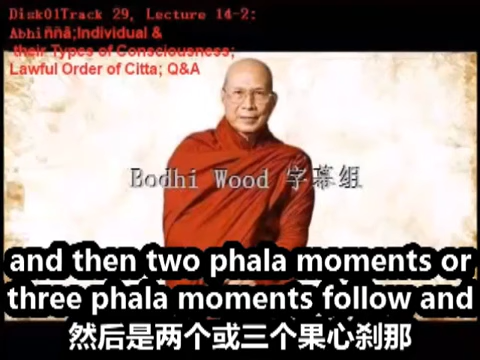 Disk01Track 29, Lecture 14-2:
Abhiññā;Individual &
their Types of Consciousness;
Lawful Order of Citta; Q&A
Bodhi Wood 字幕组
and then two phala moments or
three phala moments follow and
然后是两个或三个果心刹那